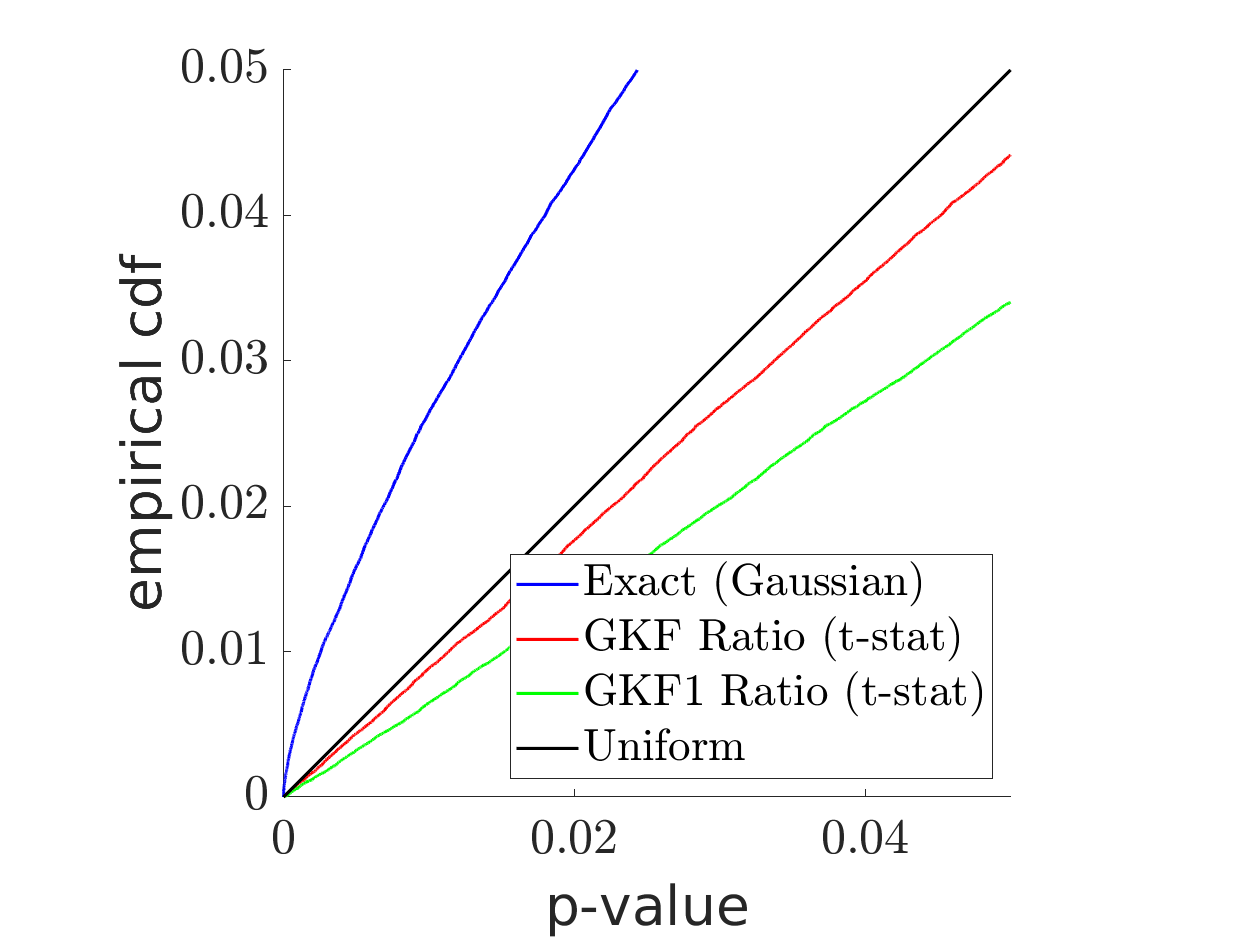 0.05
0.04
0.03
0.02
0.01
0
empirical cdf
Exact (Gaussian)
GKF Ratio (t-stat)
GKF1 Ratio (t-stat)
Uniform
0 0.02 0.04
p-value